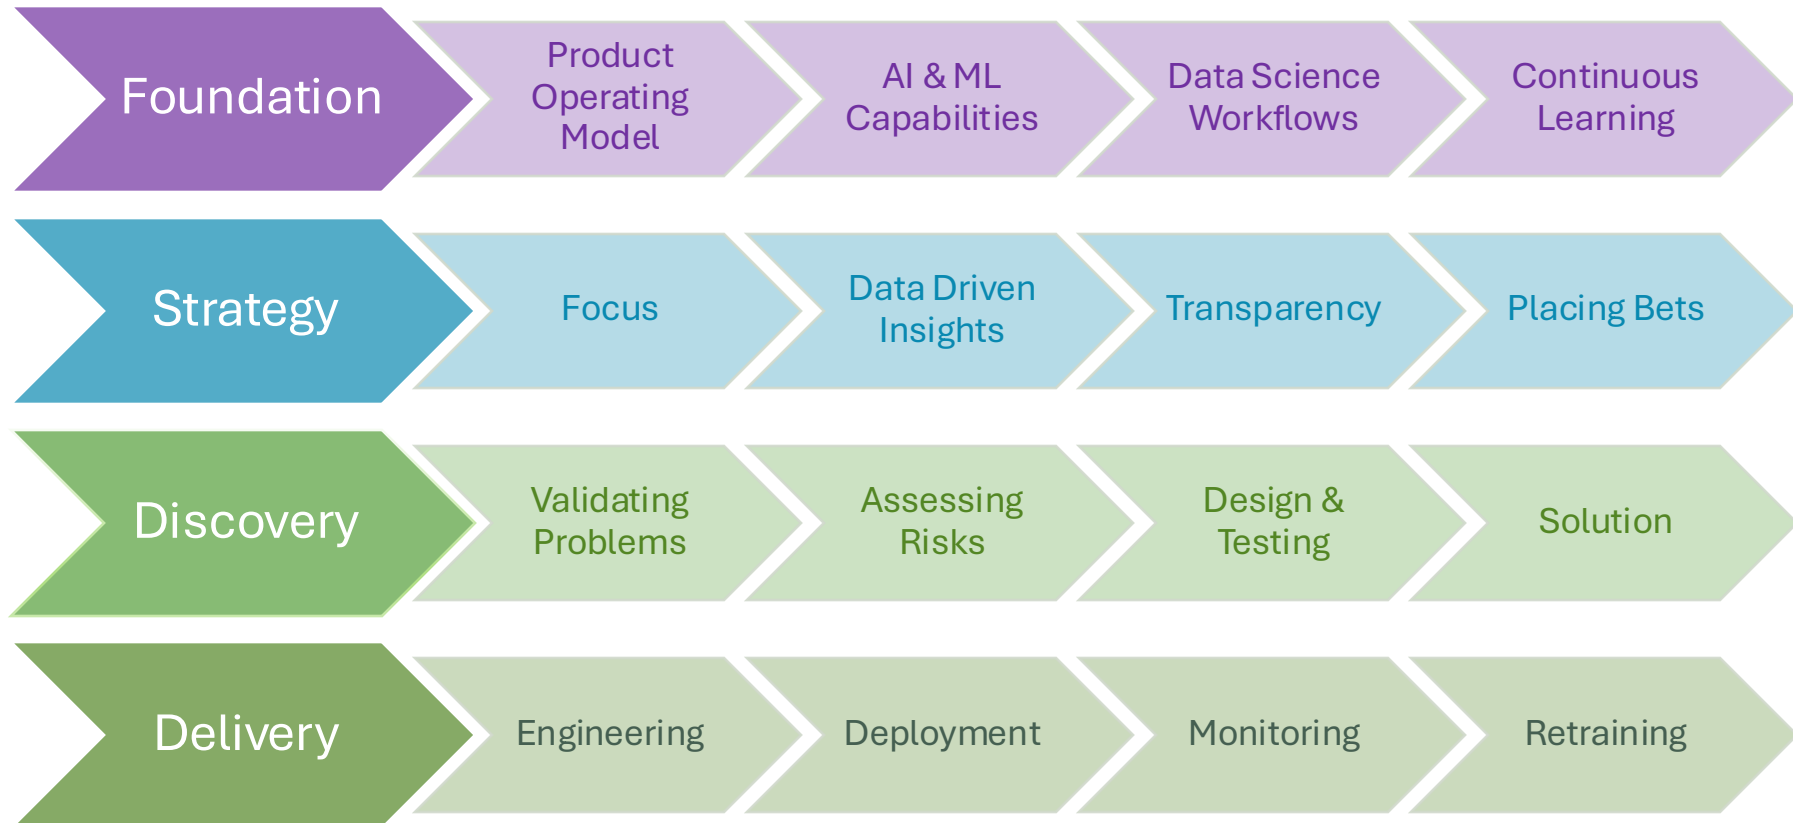 Foundation
Product
Operating
Model
AI & ML
Capabilities
Data Science
Workflows
Continuous
Learning
Strategy
Focus
Data Driven
Insights
Transparency
Placing Bets
Discovery
Validating
Problems
Assessing
Risks
Design &
Testing
Solution
Delivery
Engineering
Deployment
Monitoring
Retraining